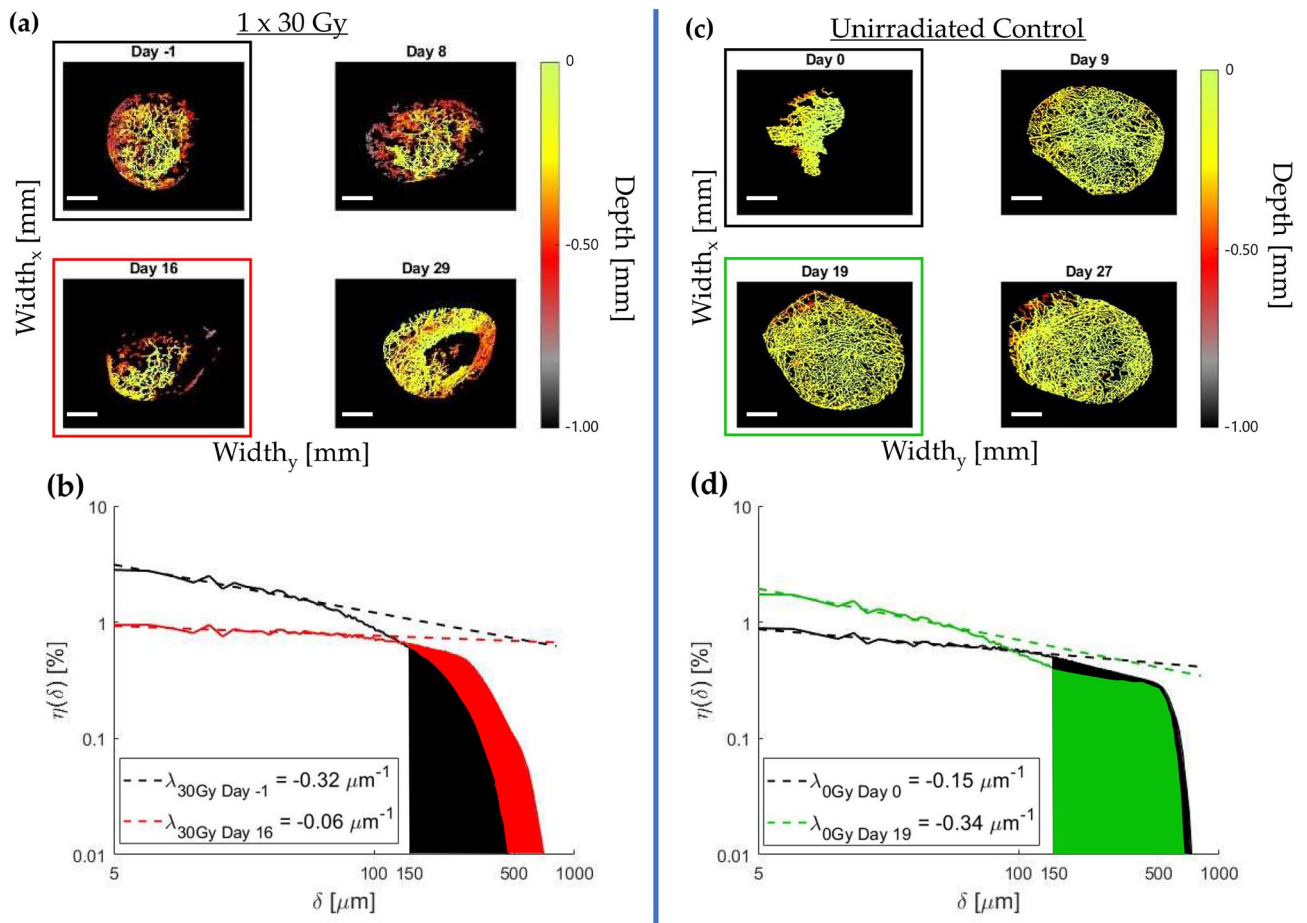 (a)
1 x 30 Gy
Day -1
Day 8
0
-0.50
-1.00
Depth [mm]
Width_x [mm]
Day 16
Day 29
Width_y [mm]
(c)
Unirradiated Control
Day 0
Day 9
0
-0.50
-1.00
Depth [mm]
Width_x [mm]
Day 19
Day 27
Width_y [mm]
(b)
10
1
0.1
0.01
η(δ) [%]
λ_30Gy Day -1 = -0.32 μm⁻¹
λ_30Gy Day 16 = -0.06 μm⁻¹
5 100 150 500 1000
δ [μm]
(d)
10
1
0.1
0.01
η(δ) [%]
λ_0Gy Day 0 = -0.15 μm⁻¹
λ_0Gy Day 19 = -0.34 μm⁻¹
5 100 150 500 1000
δ [μm]